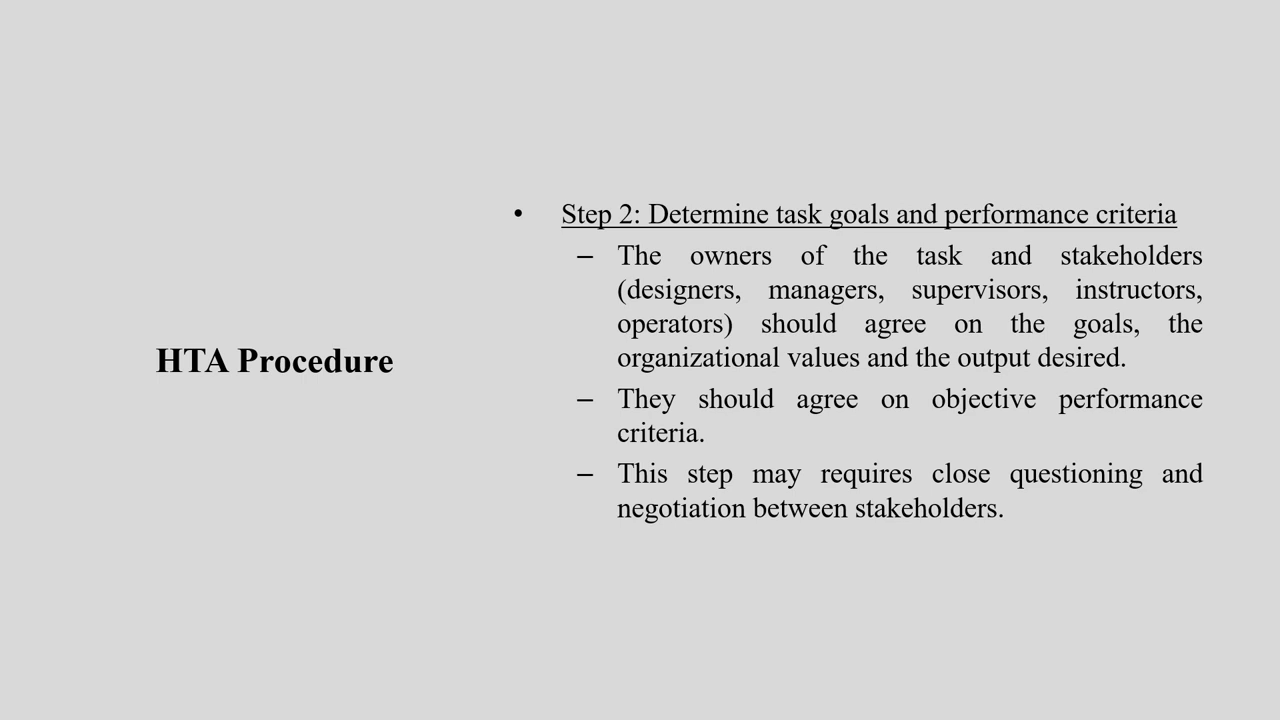 HTA Procedure
• Step 2: Determine task goals and performance criteria
– The owners of the task and stakeholders
(designers, managers, supervisors, instructors,
operators) should agree on the goals, the
organizational values and the output desired.
– They should agree on objective performance
criteria.
– This step may requires close questioning and
negotiation between stakeholders.